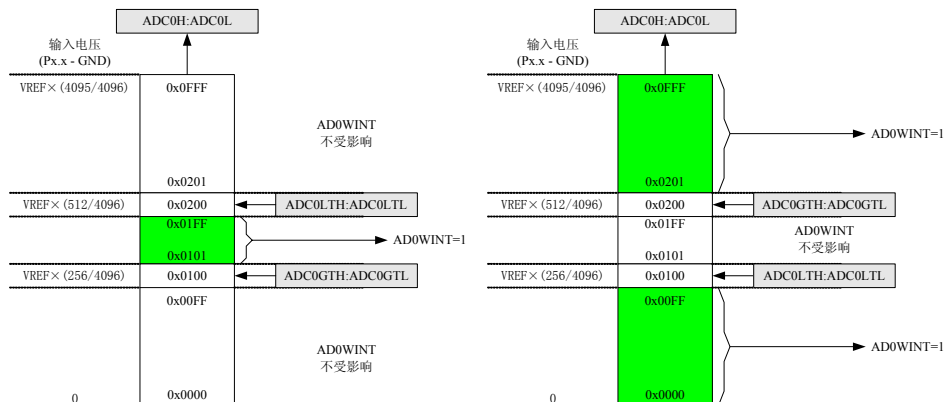 ADC0H:ADC0L
输入电压
(Px.x - GND)
VREF×(4095/4096)
0x0FFF
AD0WINT
不受影响
0x0201
VREF×(512/4096)
0x0200
ADC0LTH:ADC0LTL
0x01FF
AD0WINT=1
0x0101
VREF×(256/4096)
0x0100
ADC0GTH:ADC0GTL
0x00FF
AD0WINT
不受影响
0
0x0000
ADC0H:ADC0L
输入电压
(Px.x - GND)
VREF×(4095/4096)
0x0FFF
AD0WINT=1
0x0201
VREF×(512/4096)
0x0200
ADC0GTH:ADC0GTL
0x01FF
AD0WINT
不受影响
0x0101
VREF×(256/4096)
0x0100
ADC0LTH:ADC0LTL
0x00FF
AD0WINT=1
0
0x0000